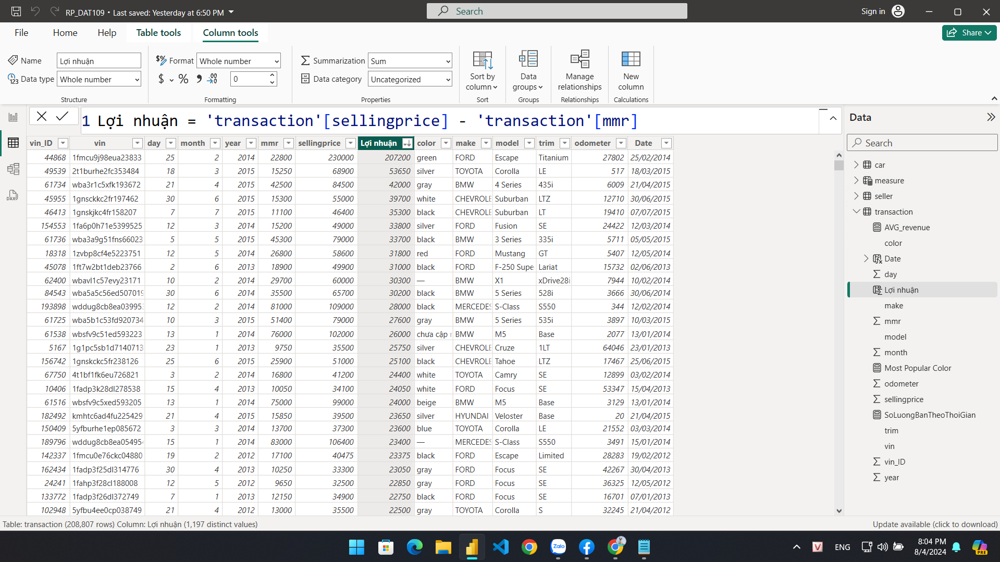 RP_DAT109 • Last saved: Yesterday at 6:50 PM
Search
Sign in
File Home Help Table tools Column tools
Share
Name Lợi nhuận
Data type Whole number
Structure
Format Whole number
$ % 0
Formatting
Summarization Sum
Data category Uncategorized
Properties
Sort by column
Sort
Data groups
Groups
Manage relationships
Relationships
New column
Calculations
1 Lợi nhuận = 'transaction'[sellingprice] - 'transaction'[mmr]
vin_ID vin day month year mmr sellingprice Lợi nhuận color make model trim odometer Date
44868 1fmcu9j98eua23833 25 2 2014 22800 230000 207200 green FORD Escape Titanium 27802 25/02/2014
49539 2t1burhe2fc353484 18 3 2015 15250 68900 53650 silver TOYOTA Corolla LE 517 18/03/2015
61734 wba3r1c5xfk193672 21 4 2015 42500 84500 42000 gray BMW 4 Series 435i 6009 21/04/2015
45955 1gnsckkc2fr197462 30 6 2015 15300 55000 39700 white CHEVROLE Suburban LTZ 12710 30/06/2015
46413 1gnskjkc4fr158207 7 7 2015 11100 46400 35300 black CHEVROLE Suburban LT 19410 07/07/2015
154553 1fa6p0h71e5399525 12 3 2014 15200 49000 33800 silver FORD Fusion SE 24422 12/03/2014
61736 wba3a9g51fns66023 5 5 2015 45300 79000 33700 black BMW 3 Series 335i 5711 05/05/2015
18318 1zvbp8cf4e5223751 12 5 2014 26800 58600 31800 red FORD Mustang GT 5407 12/05/2014
45078 1ft7w2bt1deb23766 2 6 2013 18900 49900 31000 black FORD F-250 Supe Lariat 15732 02/06/2013
62400 wbavl1c57evy23171 10 2 2014 29700 60000 30300 — BMW X1 xDrive28i 7944 10/02/2014
84543 wba5a5c56ed507019 30 6 2014 35500 65700 30200 black BMW 5 Series 528i 3666 30/06/2014
193898 wddug8cb8ea039953 12 2 2014 81000 109000 28000 black MERCEDES S-Class S550 344 12/02/2014
61725 wba5b1c53fd920734 10 3 2015 51400 79000 27600 gray BMW 5 Series 535i 3897 10/03/2015
61538 wbsfv9c51ed593223 13 1 2014 76000 102000 26000 chưa cập BMW M5 Base 2077 13/01/2014
5167 1g1pc5sb1d7140713 23 1 2013 9750 35500 25750 silver CHEVROLE Cruze 1LT 64046 23/01/2013
156742 1gnskckc5fr238126 25 6 2015 25900 51000 25100 black CHEVROLE Tahoe LTZ 17467 25/06/2015
67750 4t1bf1fk6eu726821 3 2 2014 16800 41200 24400 white TOYOTA Camry SE 12899 03/02/2014
10406 1fadp3k28dl278538 15 4 2013 10050 34100 24050 white FORD Focus SE 53347 15/04/2013
61516 wbsfv9c5xed593205 13 1 2014 75000 99000 24000 beige BMW M5 Base 3129 13/01/2014
182492 kmhtc6ad4fu225429 21 4 2015 15850 39500 23650 silver HYUNDAI Veloster Base 20 21/04/2015
150409 5yfburhe1ep085672 3 3 2014 13700 37300 23600 blue TOYOTA Corolla LE 21552 03/03/2014
189796 wddug8cb8ea054954 15 1 2014 83000 106400 23400 — MERCEDES S-Class S550 3491 15/01/2014
142337 1fmcu0e76ckc04880 19 2 2012 17100 40475 23375 black FORD Escape Limited 28283 19/02/2012
162434 1fadp3f25dl314776 30 4 2013 10250 33300 23050 gray FORD Focus SE 42267 30/04/2013
24241 1fahp3f28cl188008 12 5 2012 9650 32500 22850 gray FORD Focus SE 36325 12/05/2012
133772 1fadp3f26dl372749 7 1 2013 12150 34900 22750 black FORD Focus SE 16701 07/01/2013
102948 5yfbu4ee0cp038749 21 4 2012 13000 35500 22500 gray TOYOTA Corolla S 32245 21/04/2012
Data
Search
car
measure
seller
transaction
AVG_revenue
color
Date
day
Lợi nhuận
make
mmr
model
month
Most Popular Color
odometer
sellingprice
SoLuongBanTheoThoiGian
trim
vin
vin_ID
year
Table: transaction (208,807 rows) Column: Lợi nhuận (1,197 distinct values)
Update available (click to download)
Zalo
V
ENG
8:04 PM
8/4/2024
PRE